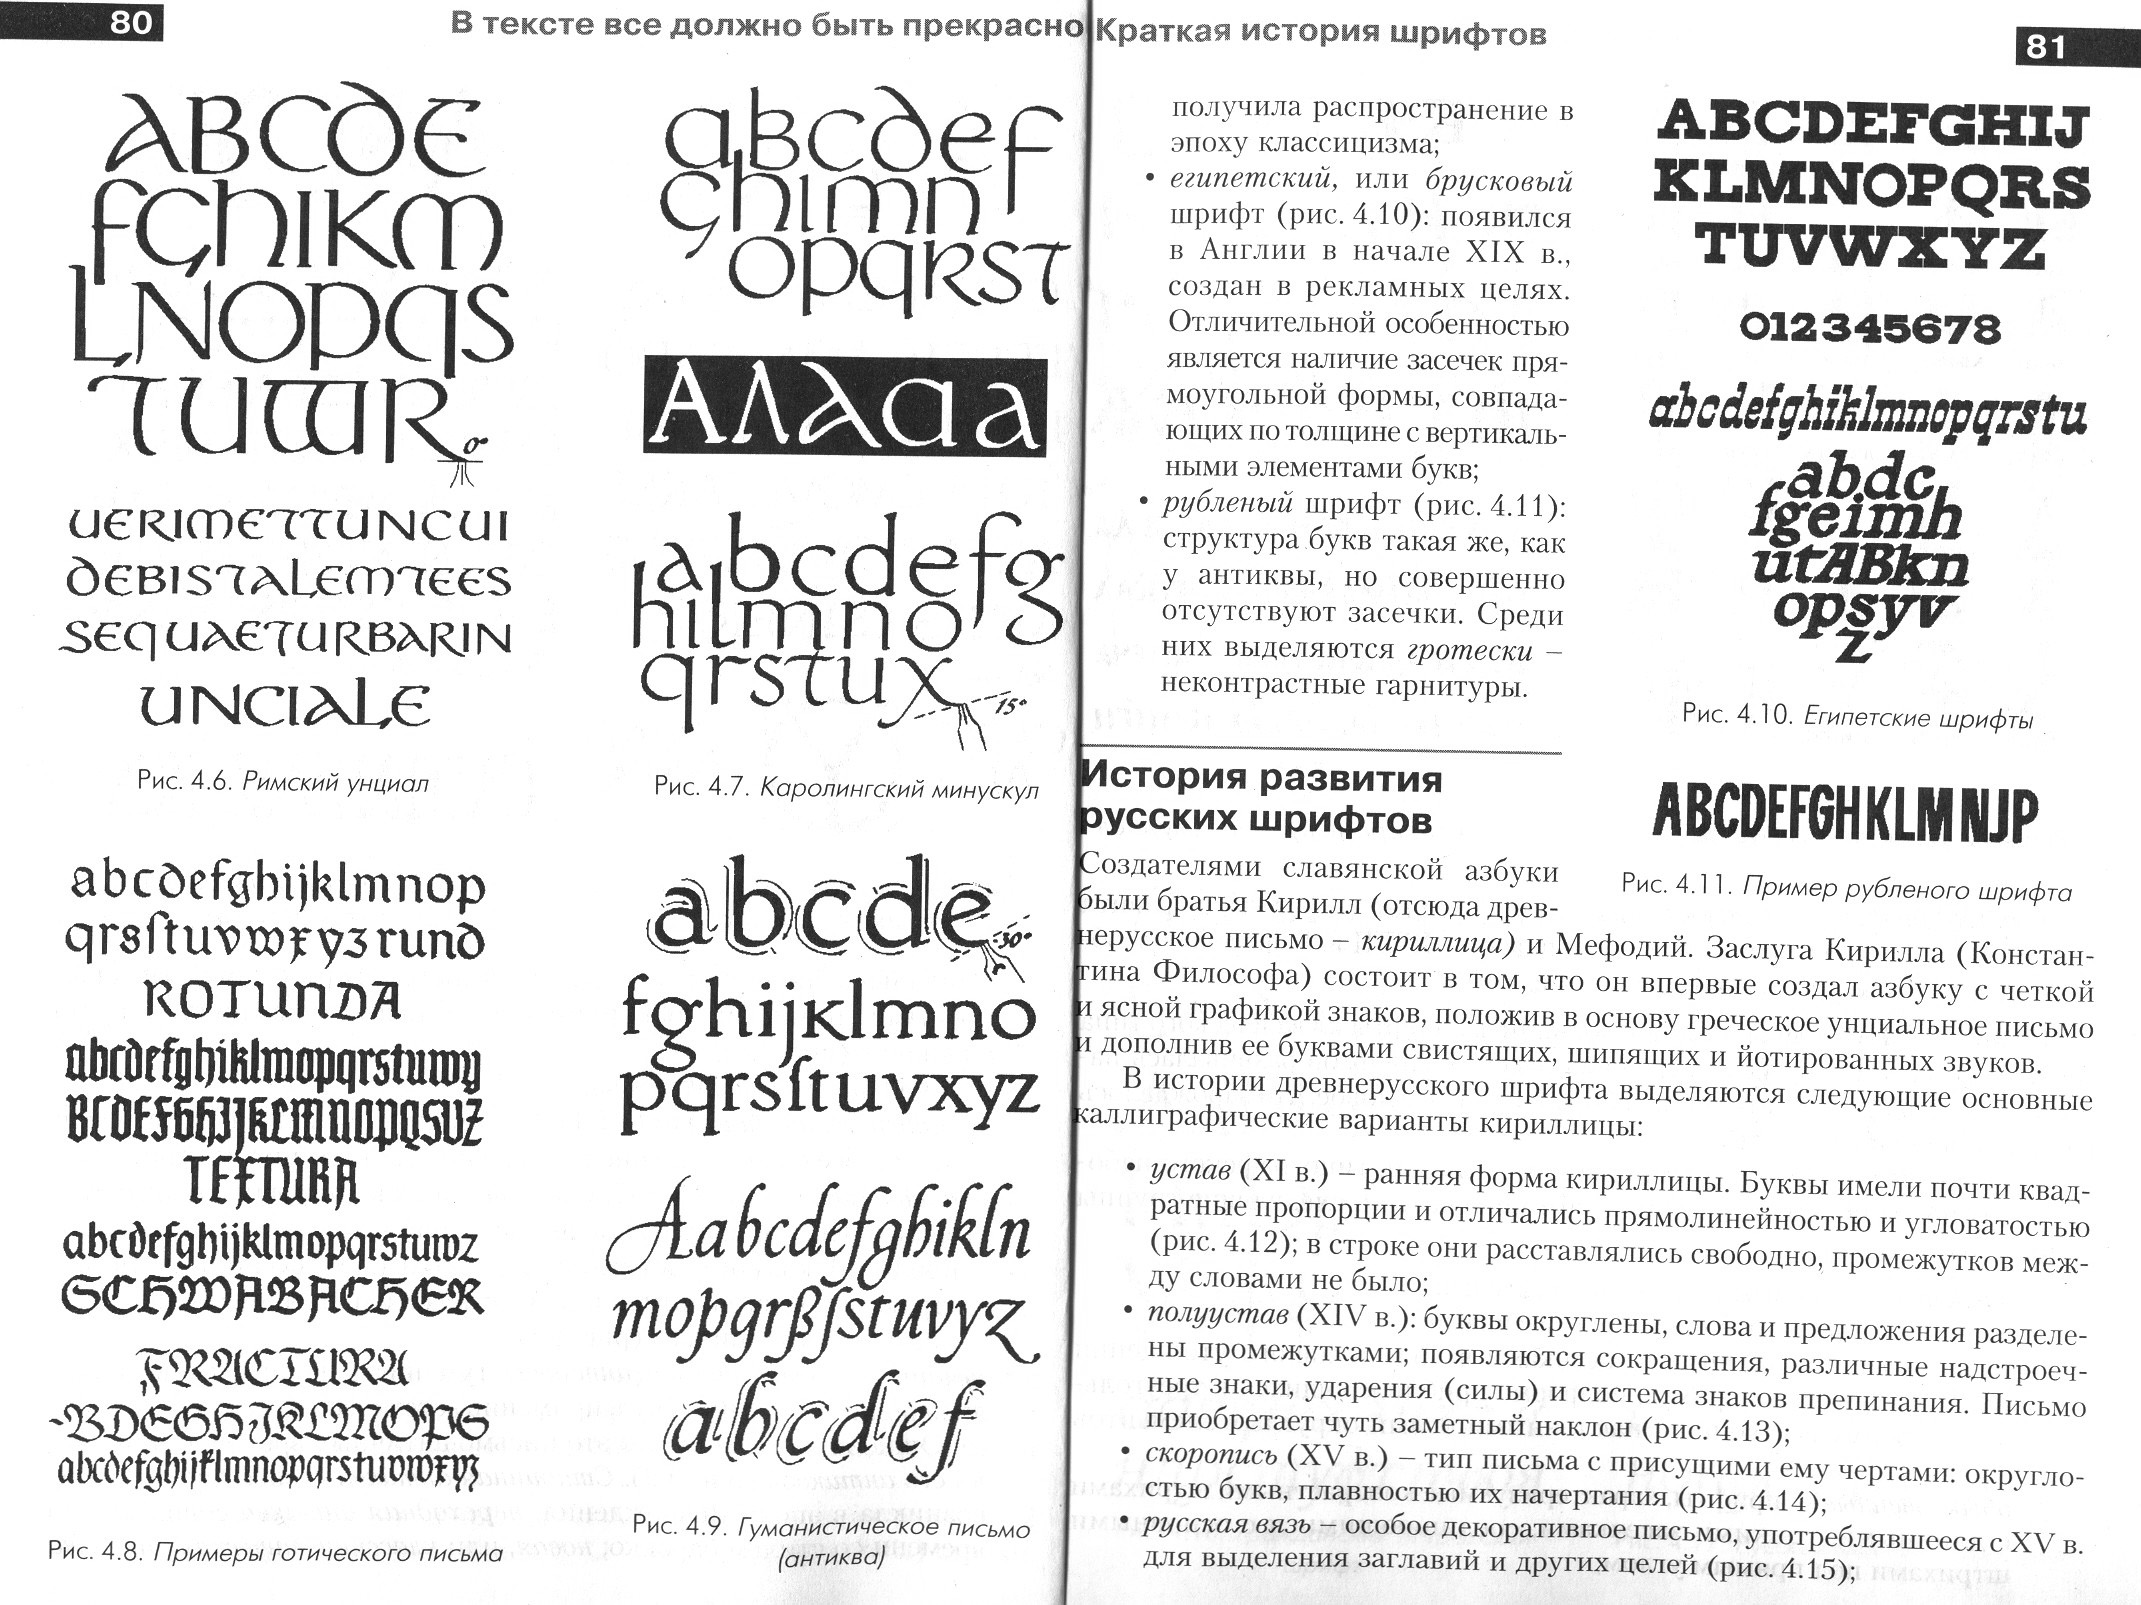 80
В тексте все должно быть прекрасно
ABCDE
FGHIKM
LNOPQS
TUWR
0°
UERIMETTUNCUI
DEBISTALEMTEES
SEQUAETURBARIN
UNCIALE
Рис. 4.6. Римский унциал
abcdef
ghimn
opqrst
Aλaaa
abcdefg
hilmno
qrstux
15°
Рис. 4.7. Каролингский минускул
abcdefghijklmnop
qrsſtuvwxyz rund
ROTUNDA
abcdefghiklmopqrstuwy
BCDEFGHIJKLMNOPQSUZ
TEXTURA
abcdefghijklmopqrstuwz
SCHWABACHER
FRACTURA
BDEGHJKLMOPS
abcdefghijklmnopqrstuvwxyz
Рис. 4.8. Примеры готического письма
abcde
30°
fghijklmno
pqrsſtuvxyz
Aabcdefghikln
mopqrßſstuvyz
abcdef
Рис. 4.9. Гуманистическое письмо
(антиква)
Краткая история шрифтов
81
получила распространение в
эпоху классицизма;
• египетский, или брусковый
шрифт (рис. 4.10): появился
в Англии в начале XIX в.,
создан в рекламных целях.
Отличительной особенностью
является наличие засечек пря-
моугольной формы, совпада-
ющих по толщине с вертикаль-
ными элементами букв;
• рубленый шрифт (рис. 4.11):
структура букв такая же, как
у антиквы, но совершенно
отсутствуют засечки. Среди
них выделяются гротески –
неконтрастные гарнитуры.
ABCDEFGHIJ
KLMNOPQRS
TUVWXYZ
012345678
abcdefghiklmnopqrstu
abdc
fgeimh
utABkn
opsyv
z
Рис. 4.10. Египетские шрифты
ABCDEFGHKLMNJP
Рис. 4.11. Пример рубленого шрифта
История развития
русских шрифтов
Создателями славянской азбуки
были братья Кирилл (отсюда древ-
нерусское письмо – кириллица) и Мефодий. Заслуга Кирилла (Констан-
тина Философа) состоит в том, что он впервые создал азбуку с четкой
и ясной графикой знаков, положив в основу греческое унциальное письмо
и дополнив ее буквами свистящих, шипящих и йотированных звуков.
В истории древнерусского шрифта выделяются следующие основные
каллиграфические варианты кириллицы:
• устав (XI в.) – ранняя форма кириллицы. Буквы имели почти квад-
ратные пропорции и отличались прямолинейностью и угловатостью
(рис. 4.12); в строке они расставлялись свободно, промежутков меж-
ду словами не было;
• полуустав (XIV в.): буквы округлены, слова и предложения разделе-
ны промежутками; появляются сокращения, различные надстроеч-
ные знаки, ударения (силы) и система знаков препинания. Письмо
приобретает чуть заметный наклон (рис. 4.13);
• скоропись (XV в.) – тип письма с присущими ему чертами: округло-
стью букв, плавностью их начертания (рис. 4.14);
• русская вязь – особое декоративное письмо, употреблявшееся с XV в.
для выделения заглавий и других целей (рис. 4.15);